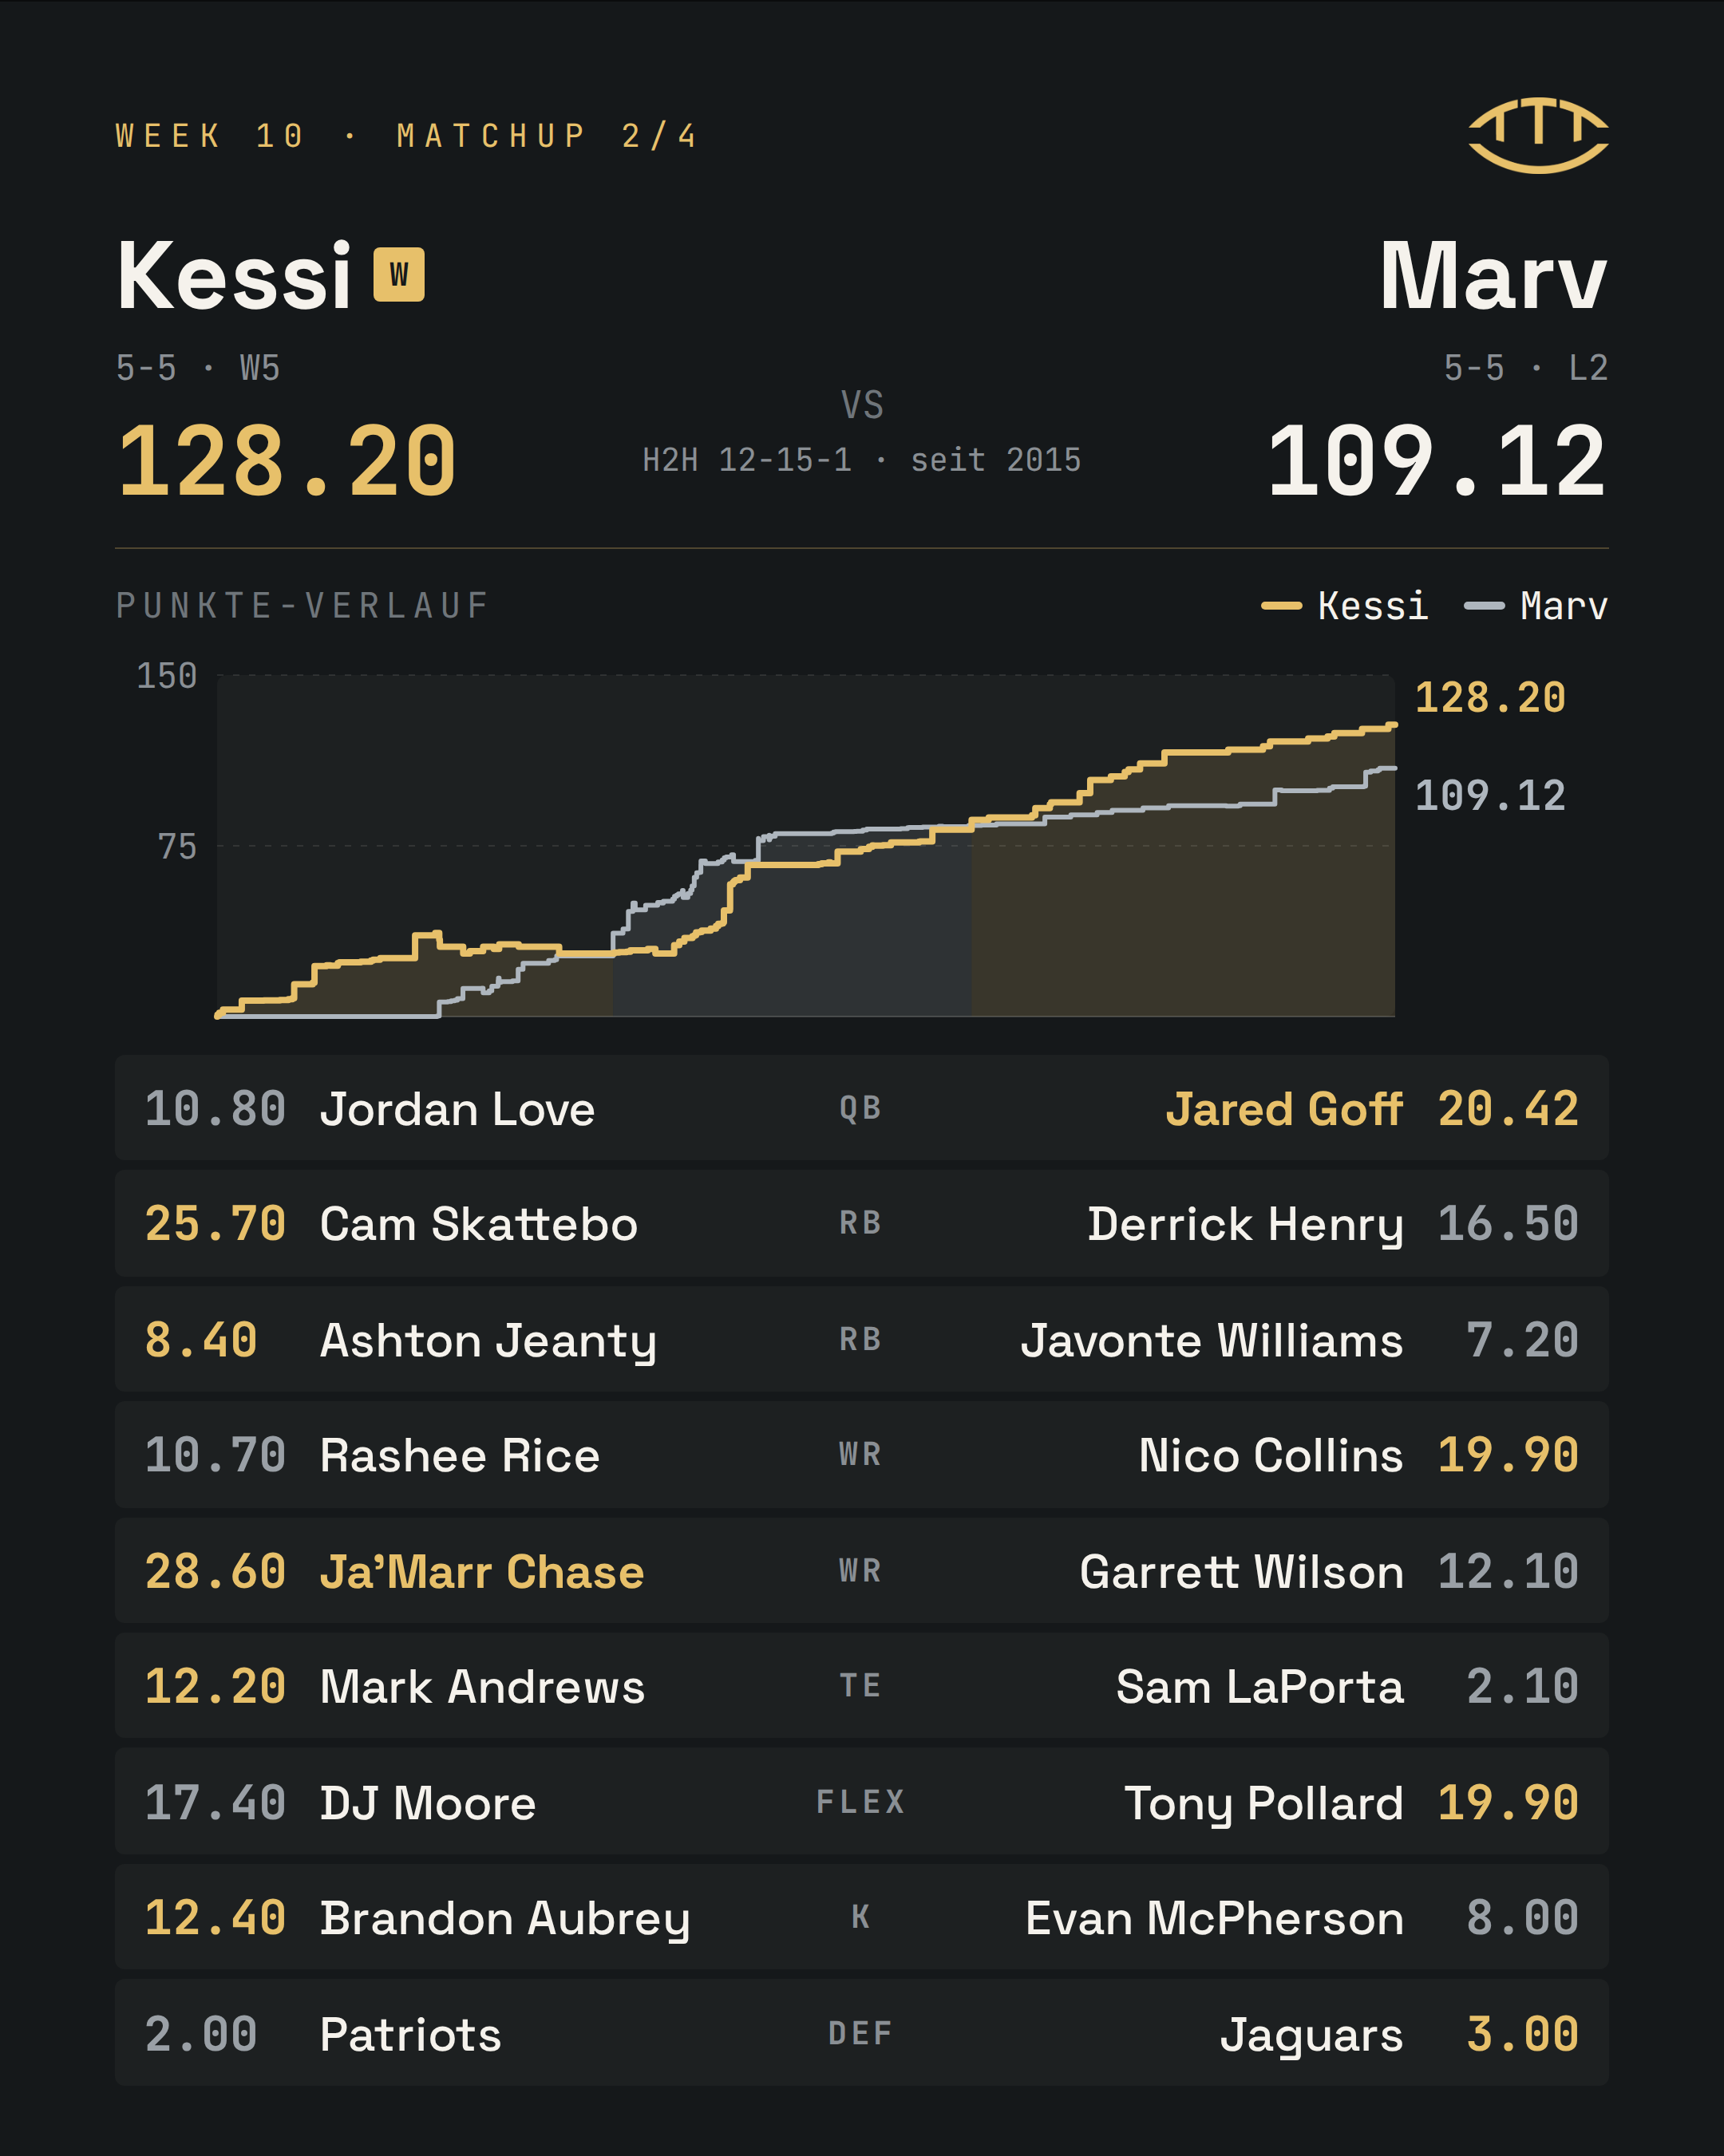 WEEK 10 · MATCHUP 2/4
Kessi W Marv
5-5 · W5 5-5 · L2
VS
128.20 H2H 12-15-1 · seit 2015 109.12
PUNKTE-VERLAUF Kessi Marv
150
128.20
109.12
75
10.80 Jordan Love QB Jared Goff 20.42
25.70 Cam Skattebo RB Derrick Henry 16.50
8.40 Ashton Jeanty RB Javonte Williams 7.20
10.70 Rashee Rice WR Nico Collins 19.90
28.60 Ja’Marr Chase WR Garrett Wilson 12.10
12.20 Mark Andrews TE Sam LaPorta 2.10
17.40 DJ Moore FLEX Tony Pollard 19.90
12.40 Brandon Aubrey K Evan McPherson 8.00
2.00 Patriots DEF Jaguars 3.00